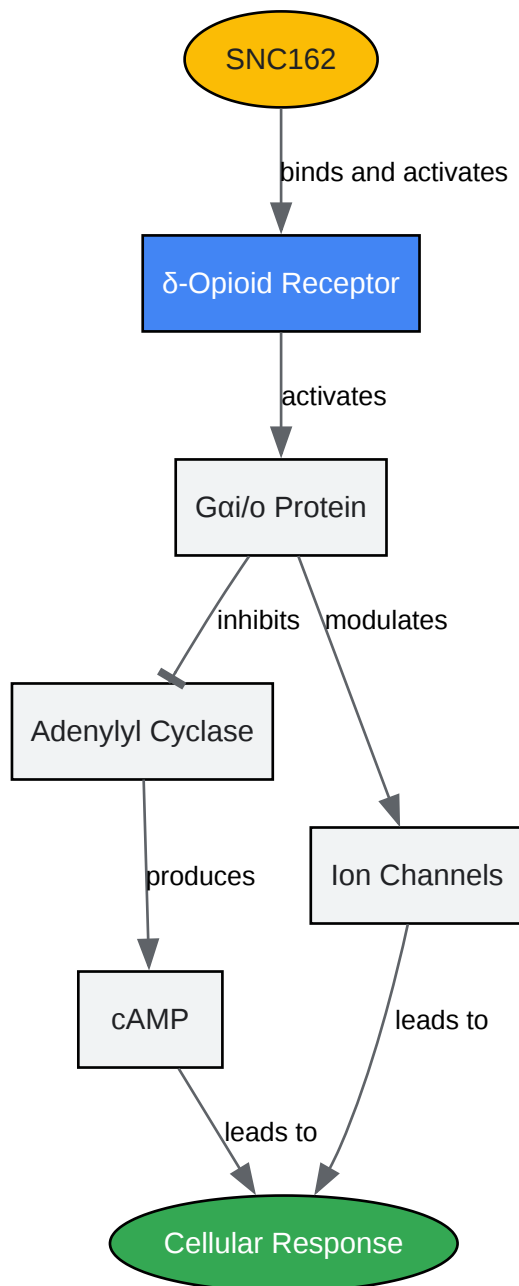 SNC162
binds and activates
δ-Opioid Receptor
activates
Gαi/o Protein
inhibits
modulates
Adenylyl Cyclase
produces
Ion Channels
cAMP
leads to
leads to
Cellular Response